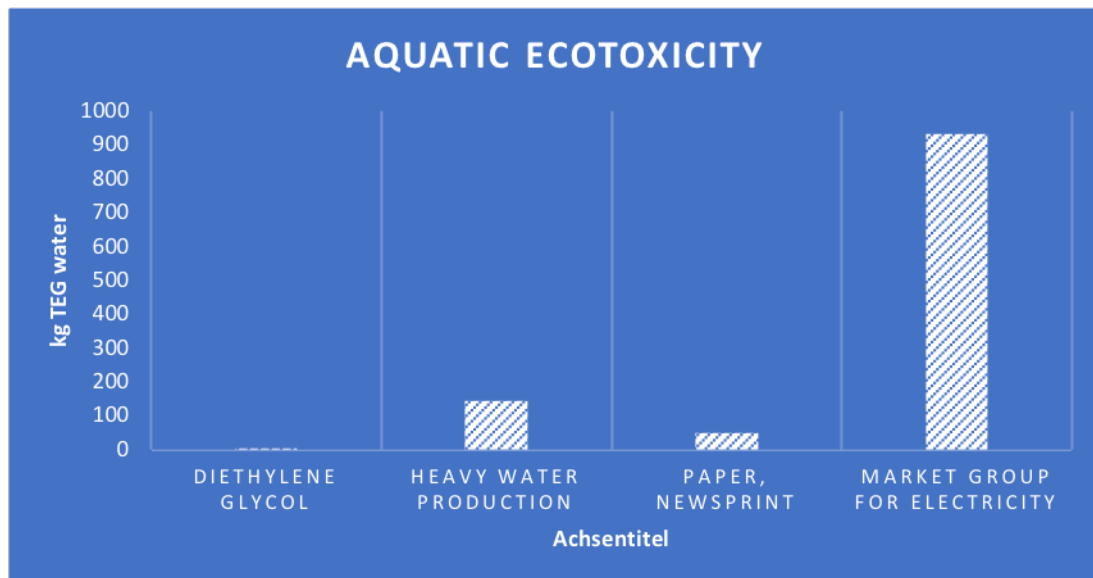 AQUATIC ECOTOXICITY
kg TEG water
1000
900
800
700
600
500
400
300
200
100
0
DIETHYLENE
GLYCOL
HEAVY WATER
PRODUCTION
PAPER,
NEWSPRINT
MARKET GROUP
FOR ELECTRICITY
Achsentitel